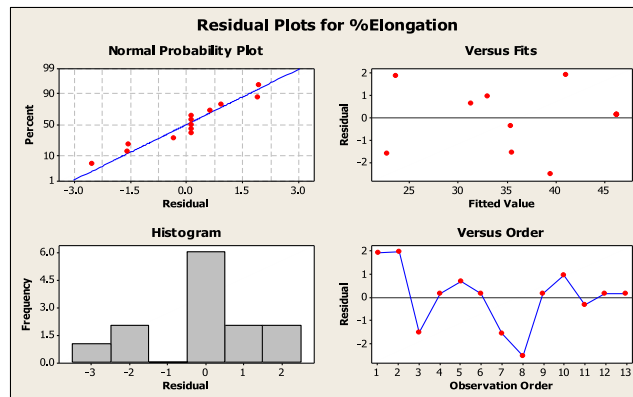 Residual Plots for %Elongation
Normal Probability Plot
99
90
50
10
1
Percent
−3.0 −1.5 0.0 1.5 3.0
Residual
Versus Fits
2
1
0
−1
−2
Residual
25 30 35 40 45
Fitted Value
Histogram
6.0
4.5
3.0
1.5
0.0
Frequency
−3 −2 −1 0 1 2
Residual
Versus Order
2
1
0
−1
−2
Residual
1 2 3 4 5 6 7 8 9 10 11 12 13
Observation Order